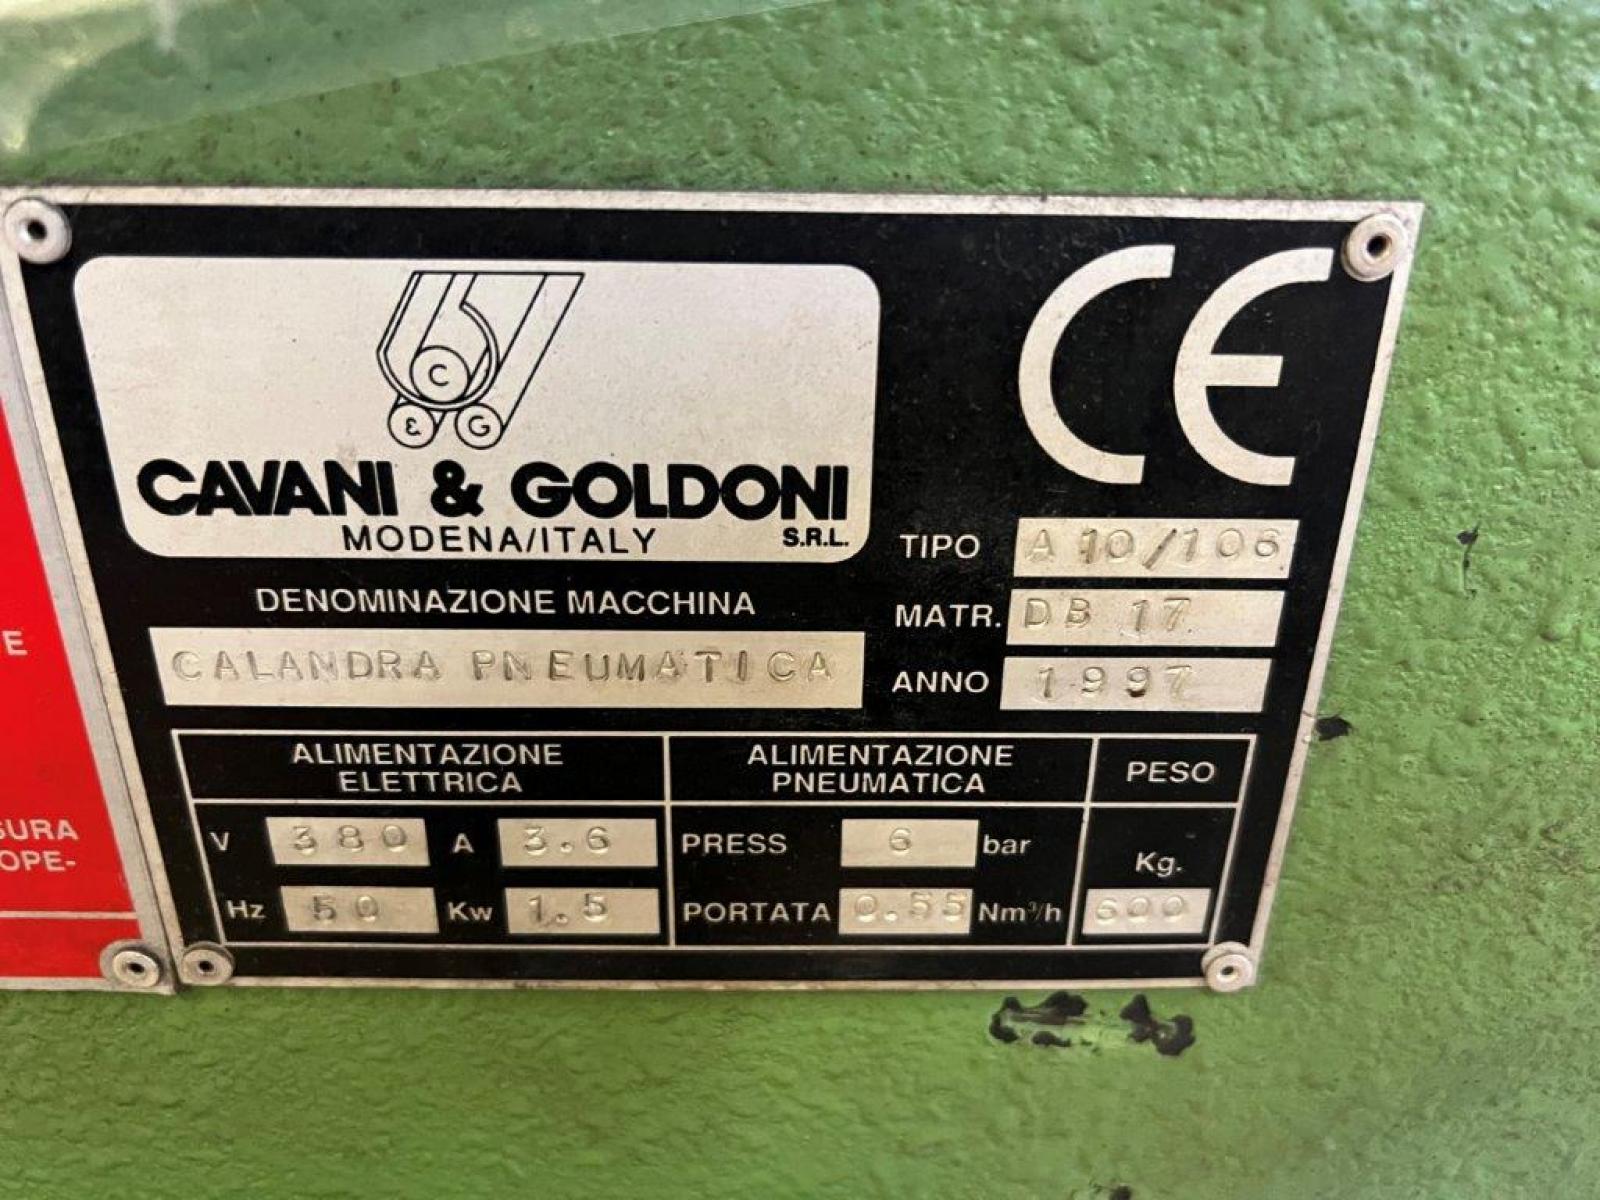 C
& G
CAVANI & GOLDONI
MODENA/ITALY S.R.L.
CE
TIPO A 10/106
MATR. DB 17
ANNO 1997
DENOMINAZIONE MACCHINA
CALANDRA PNEUMATICA
ALIMENTAZIONE
ELETTRICA
V 380 A 3.6
Hz 50 Kw 1.5
ALIMENTAZIONE
PNEUMATICA
PRESS 6 bar
PORTATA 0.55 Nm³/h
PESO
Kg.
600
E
SURA
OPE-